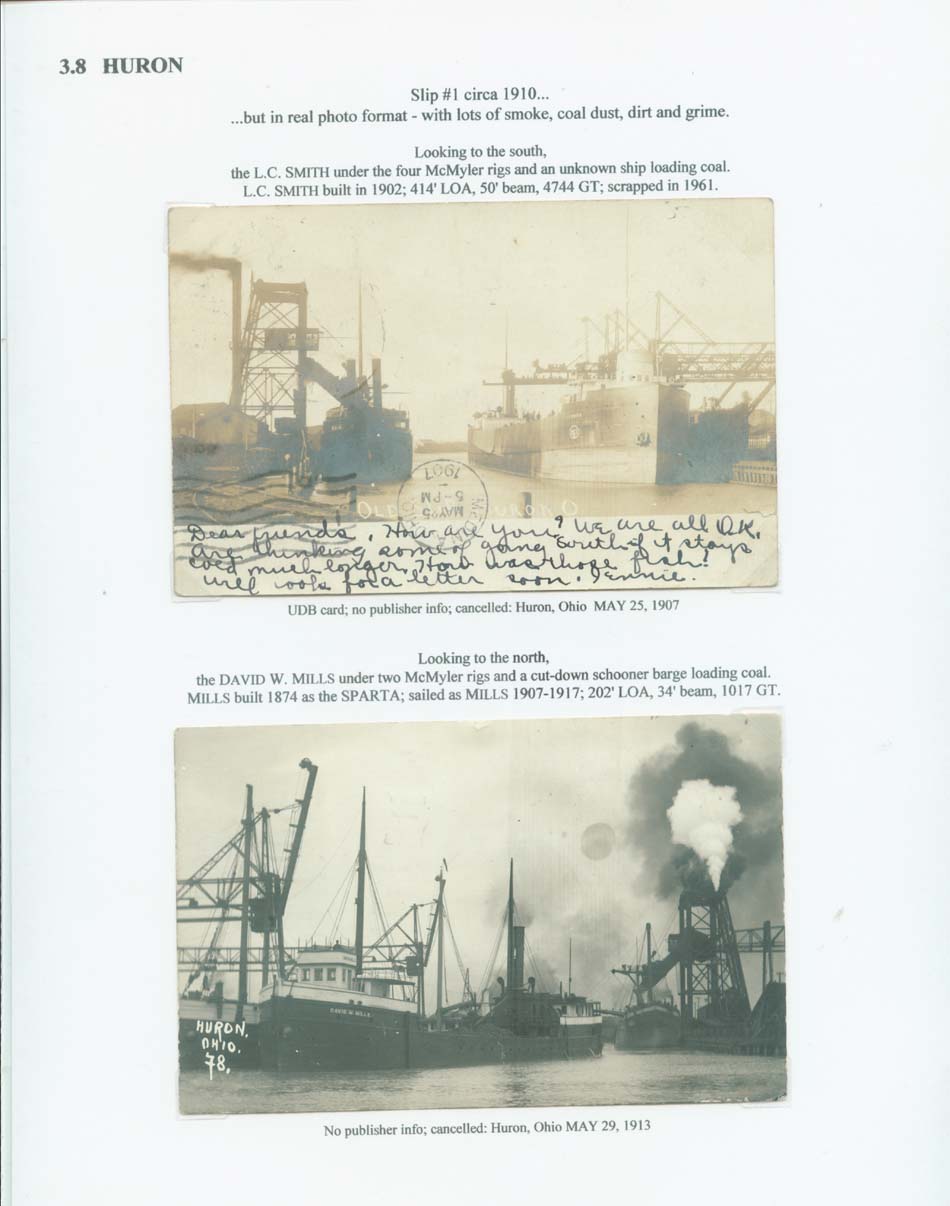 3.8 HURON
Slip #1 circa 1910...
...but in real photo format - with lots of smoke, coal dust, dirt and grime.
Looking to the south,
the L.C. SMITH under the four McMyler rigs and an unknown ship loading coal.
L.C. SMITH built in 1902; 414' LOA, 50' beam, 4744 GT; scrapped in 1961.
1907
5-PM
MAY 25
OLD HURON O
Dear friends, How are you? We are all O.K.
Are thinking some of going South if it stays
cold much longer. How was those fish?
Will look for a letter soon. Jennie.
UDB card; no publisher info; cancelled: Huron, Ohio MAY 25, 1907
Looking to the north,
the DAVID W. MILLS under two McMyler rigs and a cut-down schooner barge loading coal.
MILLS built 1874 as the SPARTA; sailed as MILLS 1907-1917; 202' LOA, 34' beam, 1017 GT.
DAVID W. MILLS
HURON,
OHIO.
78.
No publisher info; cancelled: Huron, Ohio MAY 29, 1913